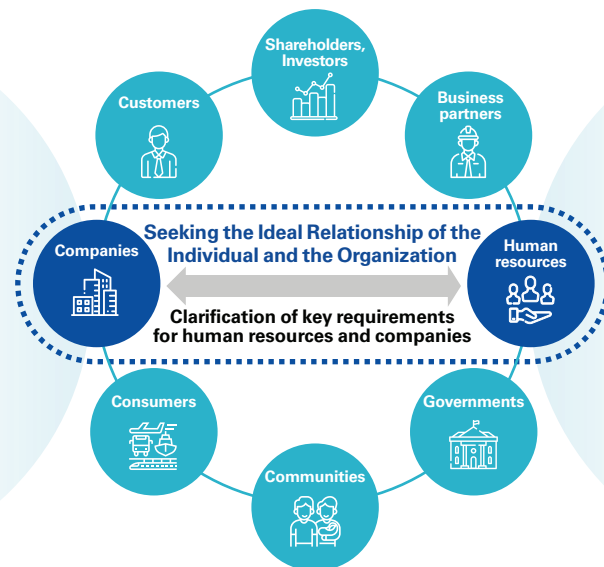 Shareholders,
Investors
Customers
Business
partners
Companies
Seeking the Ideal Relationship of the
Individual and the Organization
Human
resources
Clarification of key requirements
for human resources and companies
Consumers
Governments
Communities